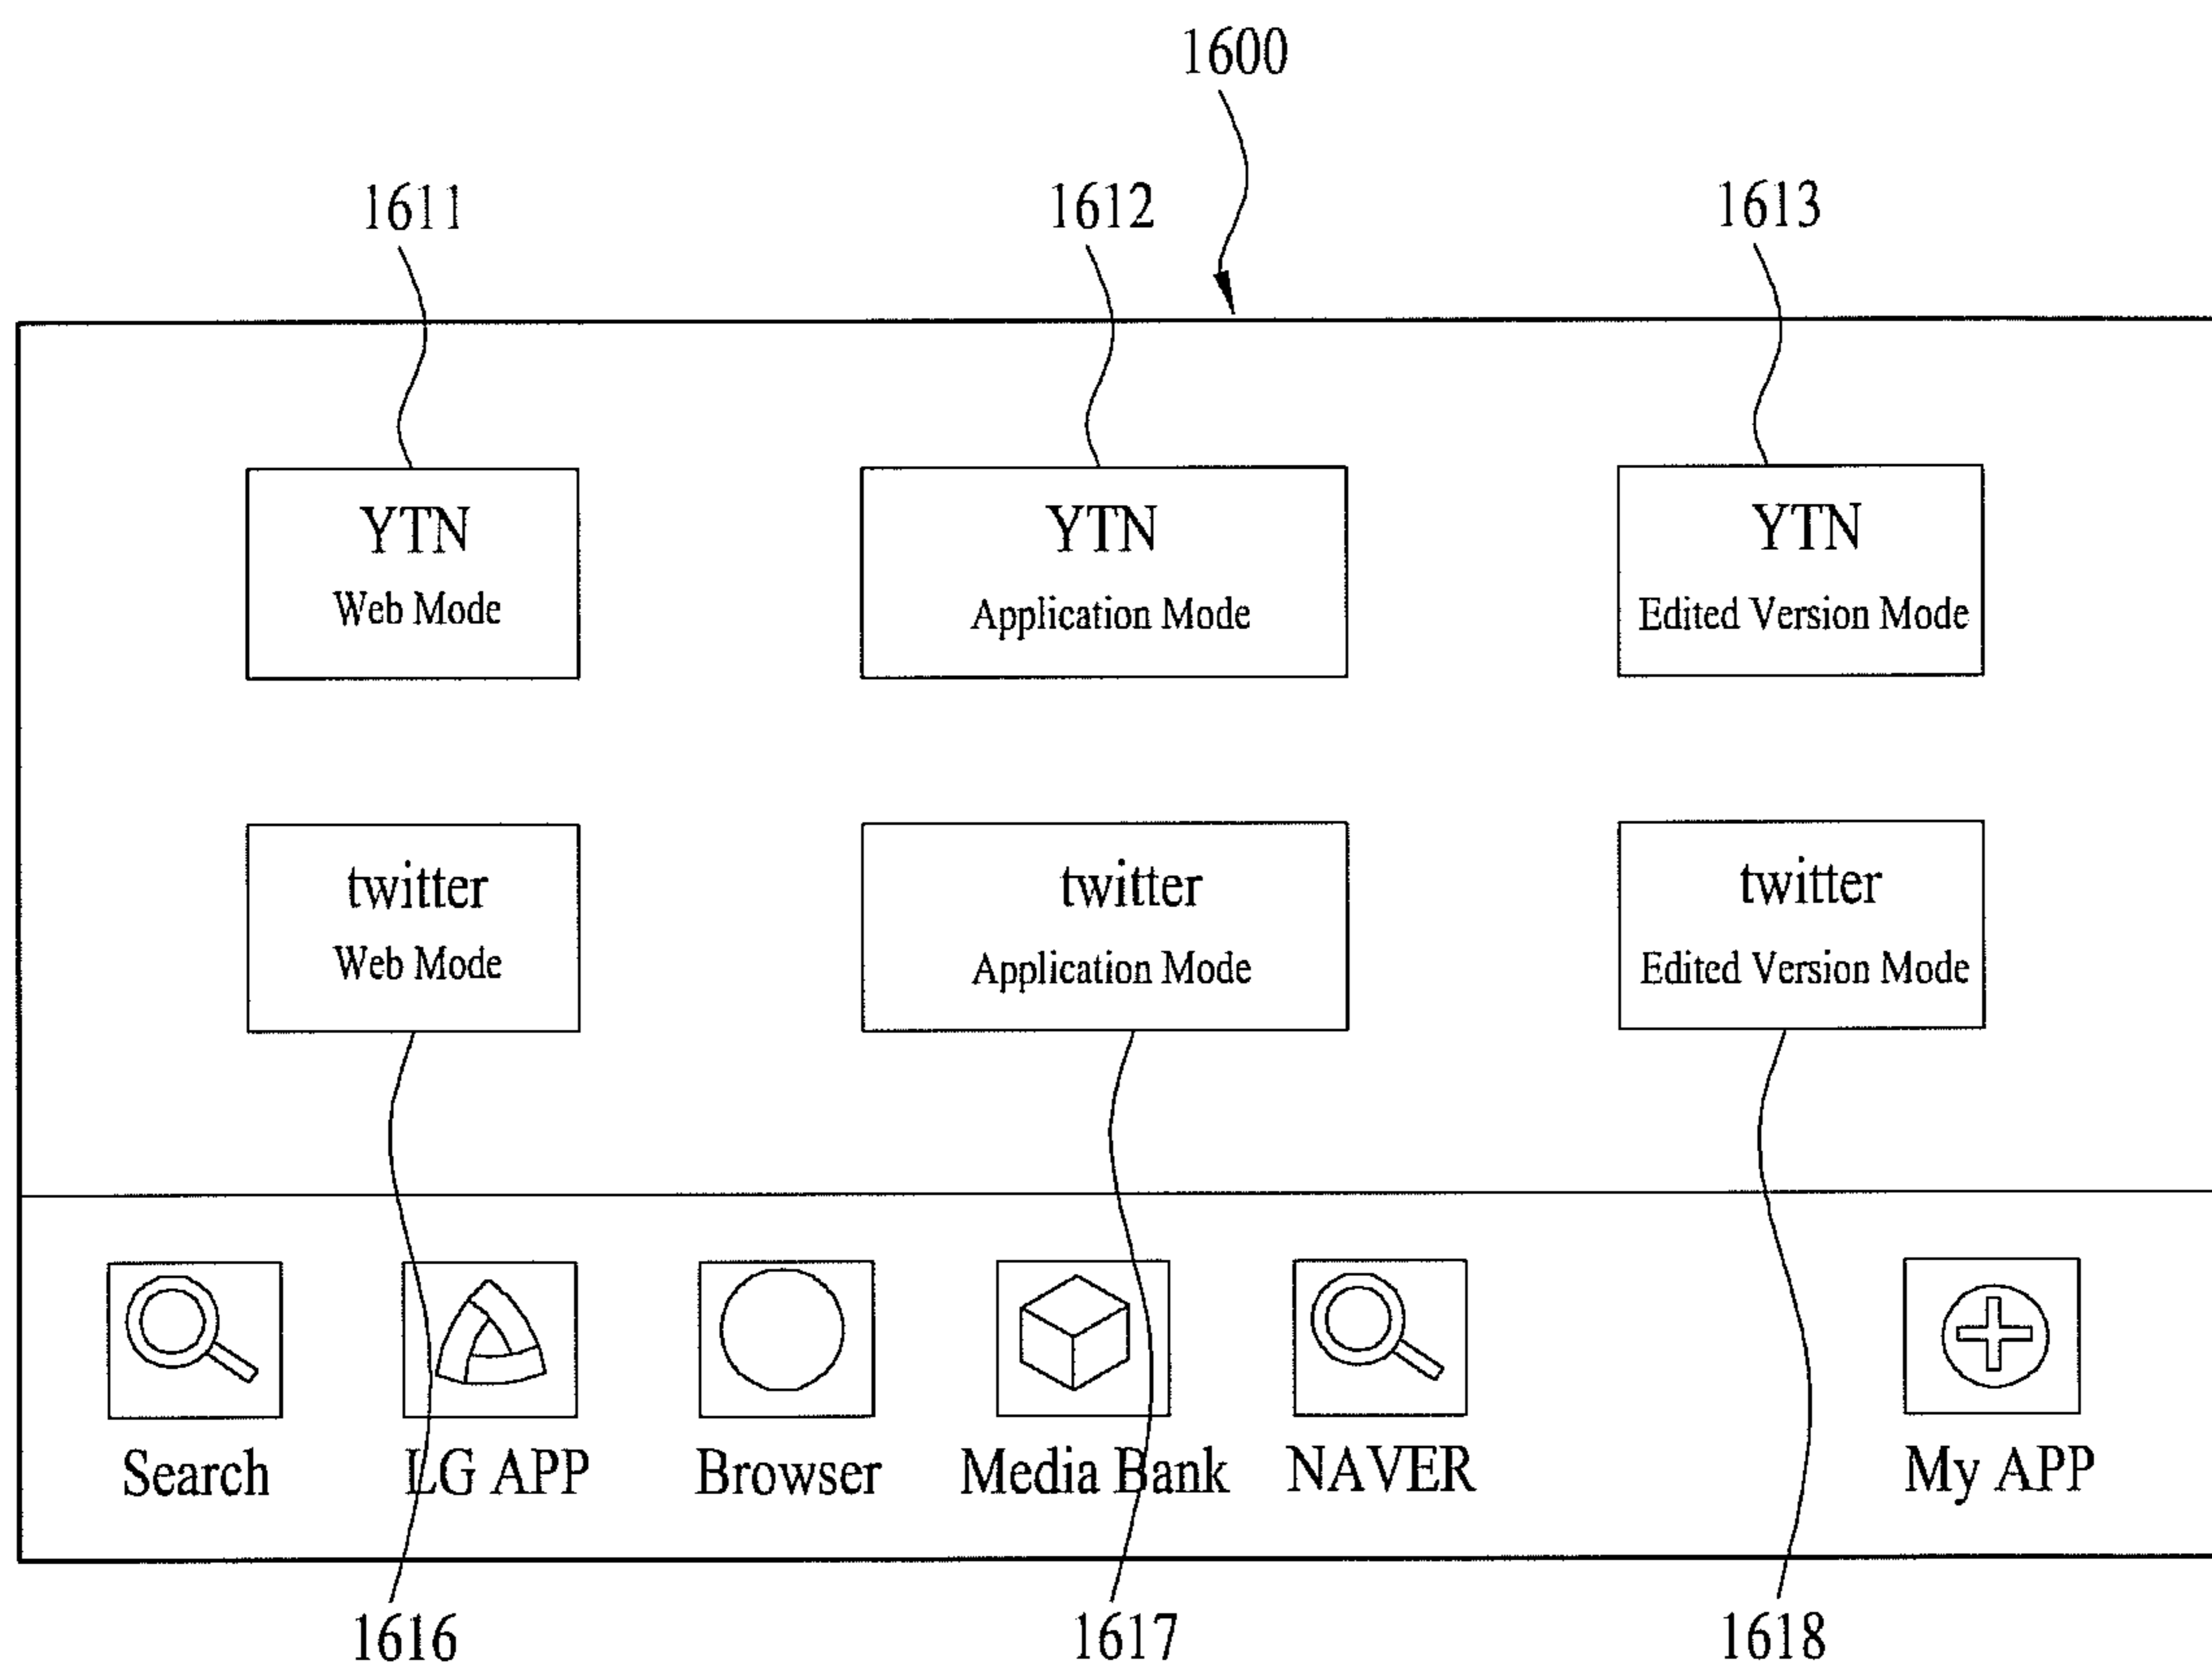 1600
1611
1612
1613
YTN
Web Mode
YTN
Application Mode
YTN
Edited Version Mode
twitter
Web Mode
twitter
Application Mode
twitter
Edited Version Mode
Search
LG APP
Browser
Media Bank
NAVER
My APP
1616
1617
1618